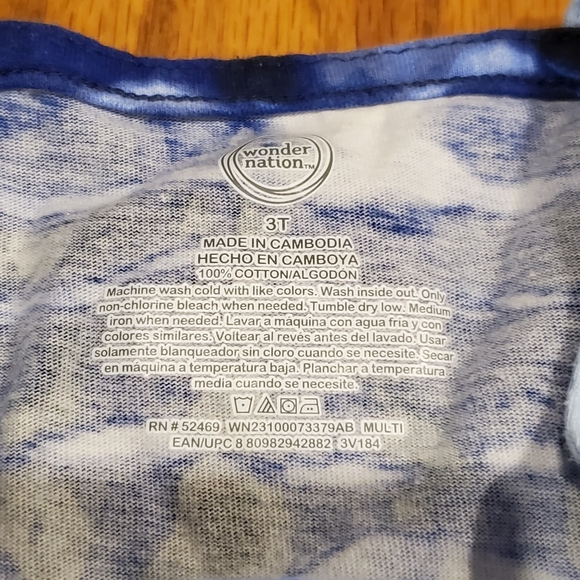 wonder
nation™
3T
MADE IN CAMBODIA
HECHO EN CAMBOYA
100% COTTON/ALGODÓN
Machine wash cold with like colors. Wash inside out. Only
non-chlorine bleach when needed. Tumble dry low. Medium
iron when needed. Lavar a máquina con agua fria y con
colores similares. Voltear al revés antes del lavado. Usar
solamente blanqueador sin cloro cuando se necesite. Secar
en máquina a temperatura baja. Planchar a temperatura
media cuando se necesite.
RN # 52469 WN23100073379AB MULTI
EAN/UPC 8 80982942882 3V184